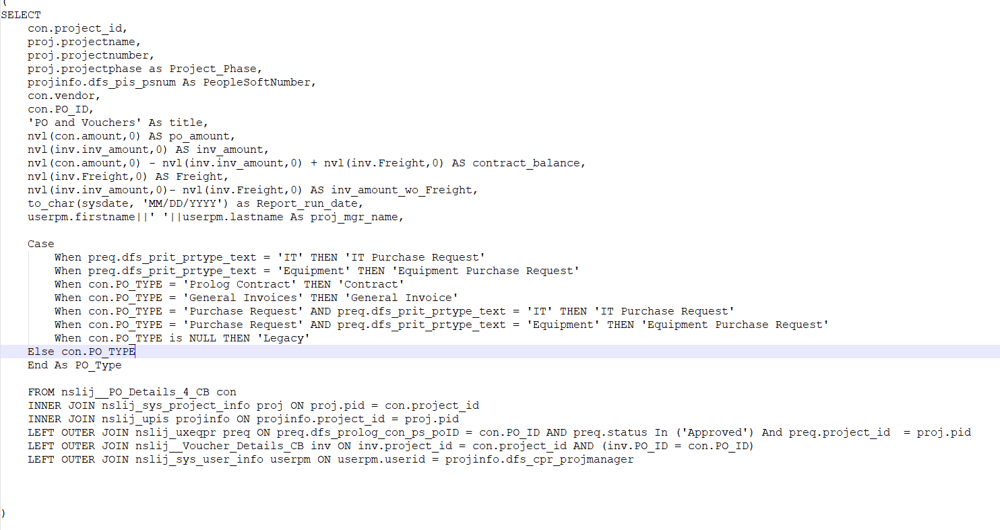 (
SELECT
con.project_id,
proj.projectname,
proj.projectnumber,
proj.projectphase as Project_Phase,
projinfo.dfs_pis_psnum As PeopleSoftNumber,
con.vendor,
con.PO_ID,
'PO and Vouchers' As title,
nvl(con.amount,0) AS po_amount,
nvl(inv.inv_amount,0) AS inv_amount,
nvl(con.amount,0) - nvl(inv.inv_amount,0) + nvl(inv.Freight,0) AS contract_balance,
nvl(inv.Freight,0) AS Freight,
nvl(inv.inv_amount,0)- nvl(inv.Freight,0) AS inv_amount_wo_Freight,
to_char(sysdate, 'MM/DD/YYYY') as Report_run_date,
userpm.firstname||' '||userpm.lastname As proj_mgr_name,
Case
When preq.dfs_prit_prtype_text = 'IT' THEN 'IT Purchase Request'
When preq.dfs_prit_prtype_text = 'Equipment' THEN 'Equipment Purchase Request'
When con.PO_TYPE = 'Prolog Contract' THEN 'Contract'
When con.PO_TYPE = 'General Invoices' THEN 'General Invoice'
When con.PO_TYPE = 'Purchase Request' AND preq.dfs_prit_prtype_text = 'IT' THEN 'IT Purchase Request'
When con.PO_TYPE = 'Purchase Request' AND preq.dfs_prit_prtype_text = 'Equipment' THEN 'Equipment Purchase Request'
When con.PO_TYPE is NULL THEN 'Legacy'
Else con.PO_TYPE
End As PO_Type
FROM nslij__PO_Details_4_CB con
INNER JOIN nslij_sys_project_info proj ON proj.pid = con.project_id
INNER JOIN nslij_upis projinfo ON projinfo.project_id = proj.pid
LEFT OUTER JOIN nslij_uxeqpr preq ON preq.dfs_prolog_con_ps_poID = con.PO_ID AND preq.status In ('Approved') And preq.project_id  = proj.pid
LEFT OUTER JOIN nslij__Voucher_Details_CB inv ON inv.project_id = con.project_id AND (inv.PO_ID = con.PO_ID)
LEFT OUTER JOIN nslij_sys_user_info userpm ON userpm.userid = projinfo.dfs_cpr_projmanager
)